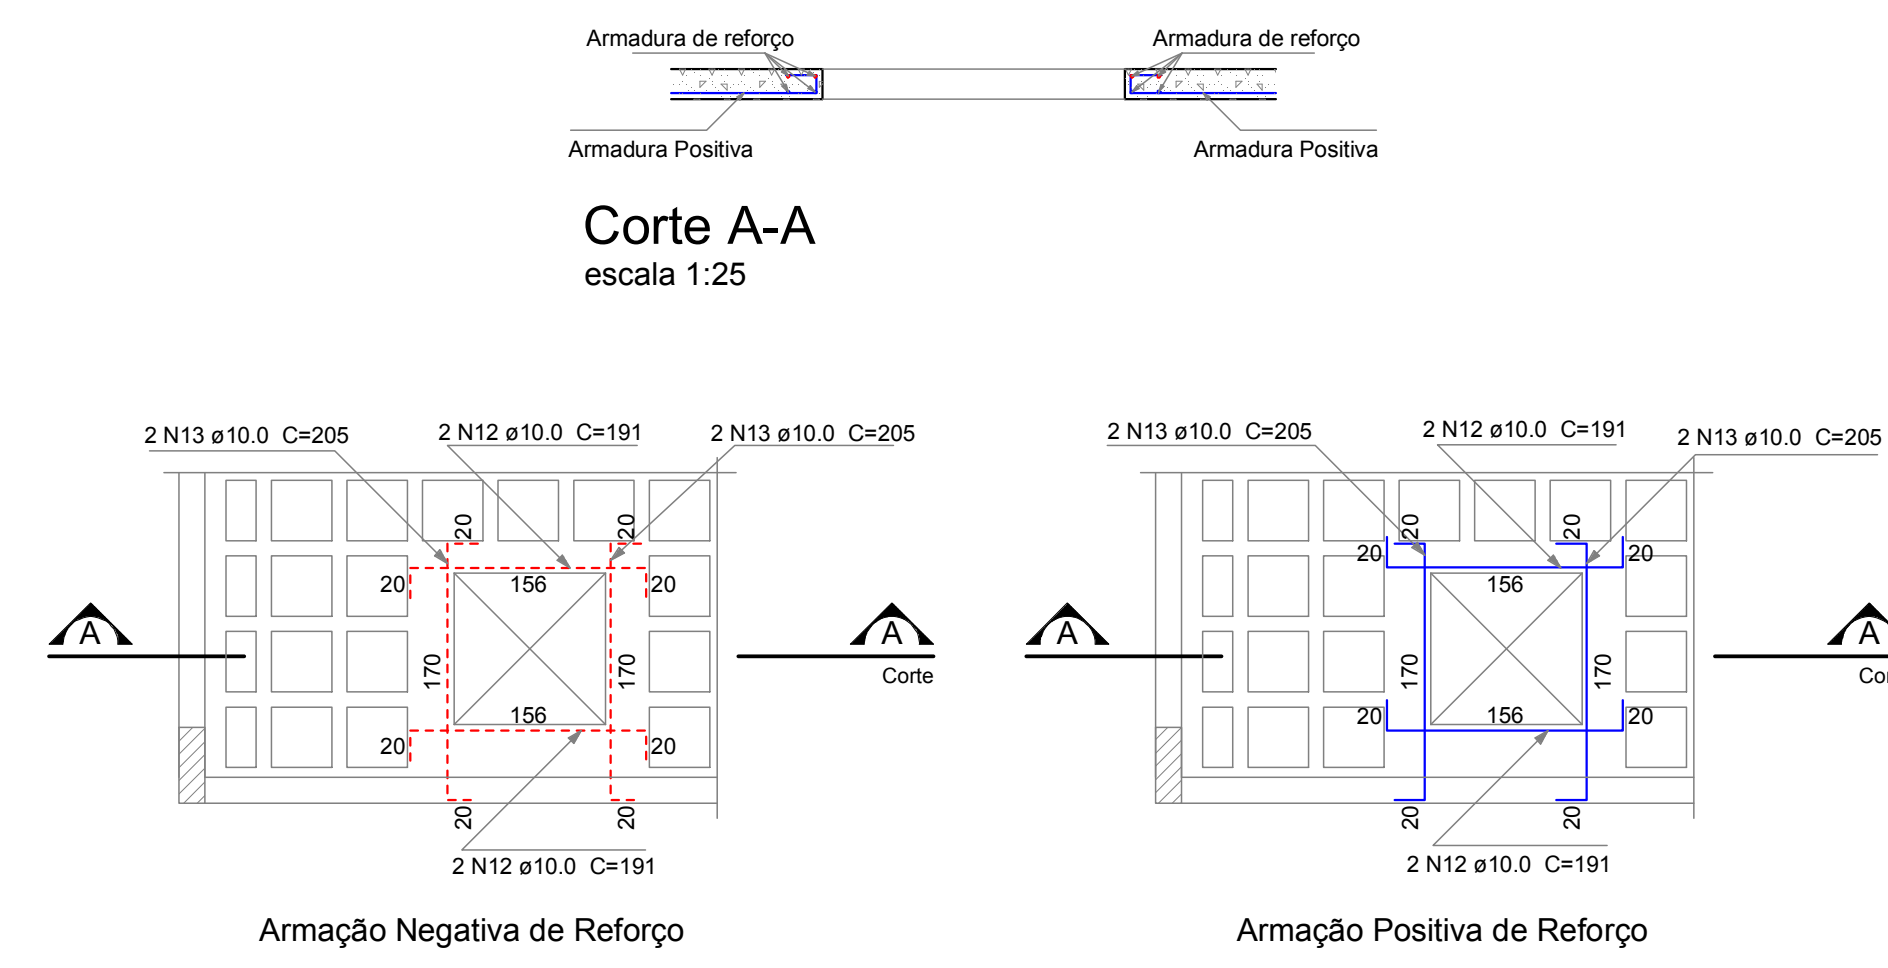 Armadura de reforço
Armadura de reforço
Armadura Positiva
Armadura Positiva
Corte A-A
escala 1:25
2 N13 ø10.0 C=205
2 N12 ø10.0 C=191
2 N13 ø10.0 C=205
20
20
20
156
20
A
A
Corte
170
170
156
20
20
20
20
2 N12 ø10.0 C=191
Armação Negativa de Reforço
2 N13 ø10.0 C=205
2 N12 ø10.0 C=191
2 N13 ø10.0 C=205
20
20
20
20
156
A
A
170
170
156
20
20
20
20
2 N12 ø10.0 C=191
Armação Positiva de Reforço